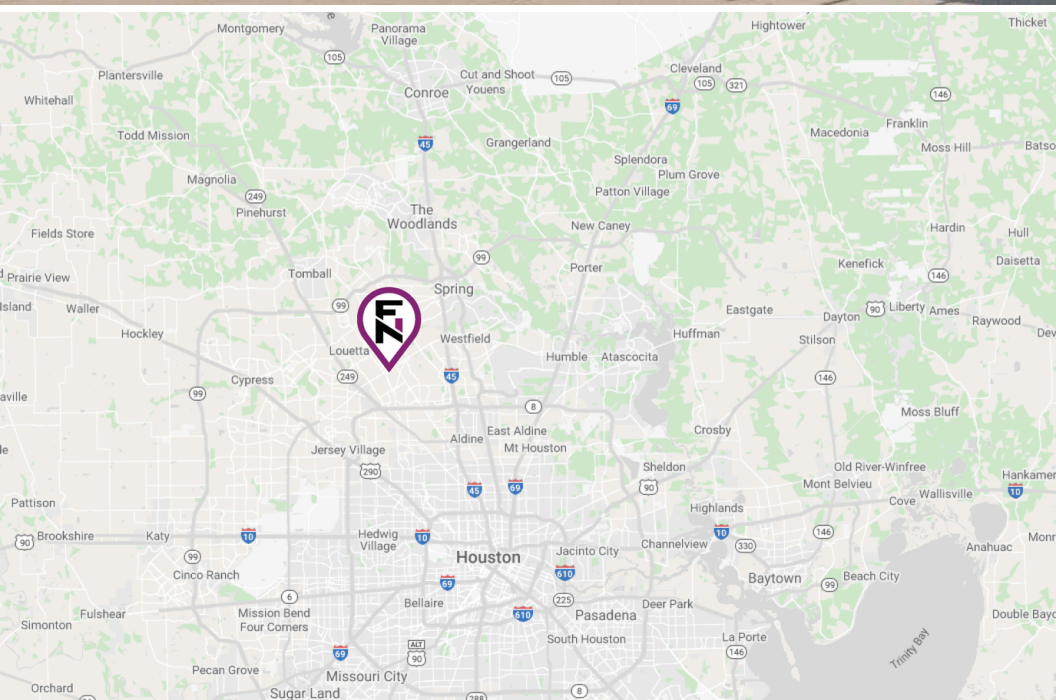 Montgomery
Panorama
Village
Hightower
Thicket
105
Plantersville
Cut and Shoot
105
Cleveland
105
321
Youens
Conroe
Whitehall
69
146
Todd Mission
45
Grangerland
Macedonia
Franklin
Moss Hill
Batso
Splendora
Plum Grove
Magnolia
249
Patton Village
Pinehurst
The
Woodlands
New Caney
Hardin
Fields Store
Hull
99
Daisetta
Porter
Kenefick
Prairie View
Tomball
146
Spring
Island
Waller
99
FN
Eastgate
Dayton
90
Liberty
Ames
Raywood
Hockley
Westfield
Huffman
Stilson
Dev
Louetta
Humble
Atascocita
249
45
146
Cypress
99
aville
8
Moss Bluff
East Aldine
Crosby
Aldine
Mt Houston
Jersey Village
290
Sheldon
Old River-Winfree
Hankamer
90
Mont Belvieu
45
69
10
Wallisville
Cove
Pattison
Highlands
90
Brookshire
Katy
10
Hedwig
Village
10
10
146
Channelview
330
Anahuac
Monr
Houston
Jacinto City
99
Cinco Ranch
610
69
Baytown
Beach City
99
6
Bellaire
225
Deer Park
Fulshear
Mission Bend
Four Corners
610
Pasadena
Double Bayo
Simonton
South Houston
La Porte
146
Trinity Bay
69
ALT
90
Pecan Grove
Missouri City
Orchard
Sugar Land
288
8